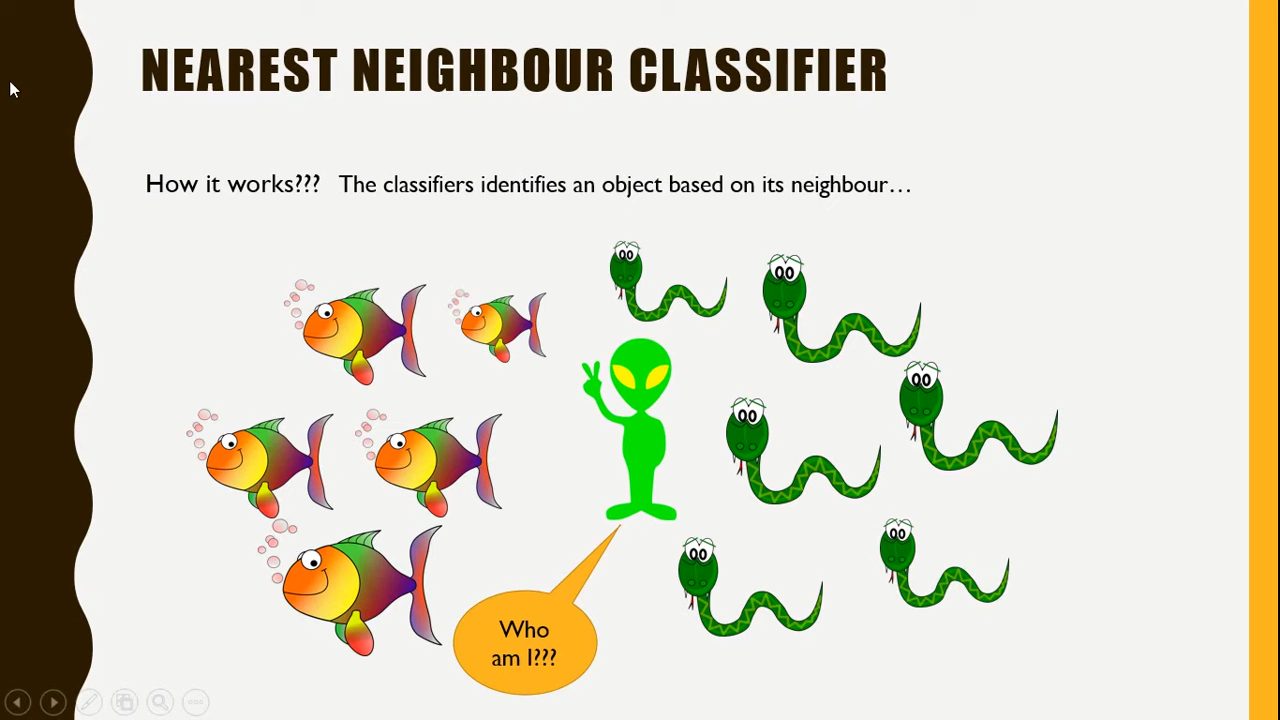 NEAREST NEIGHBOUR CLASSIFIER
How it works??? The classifiers identifies an object based on its neighbour...
Who
am I???